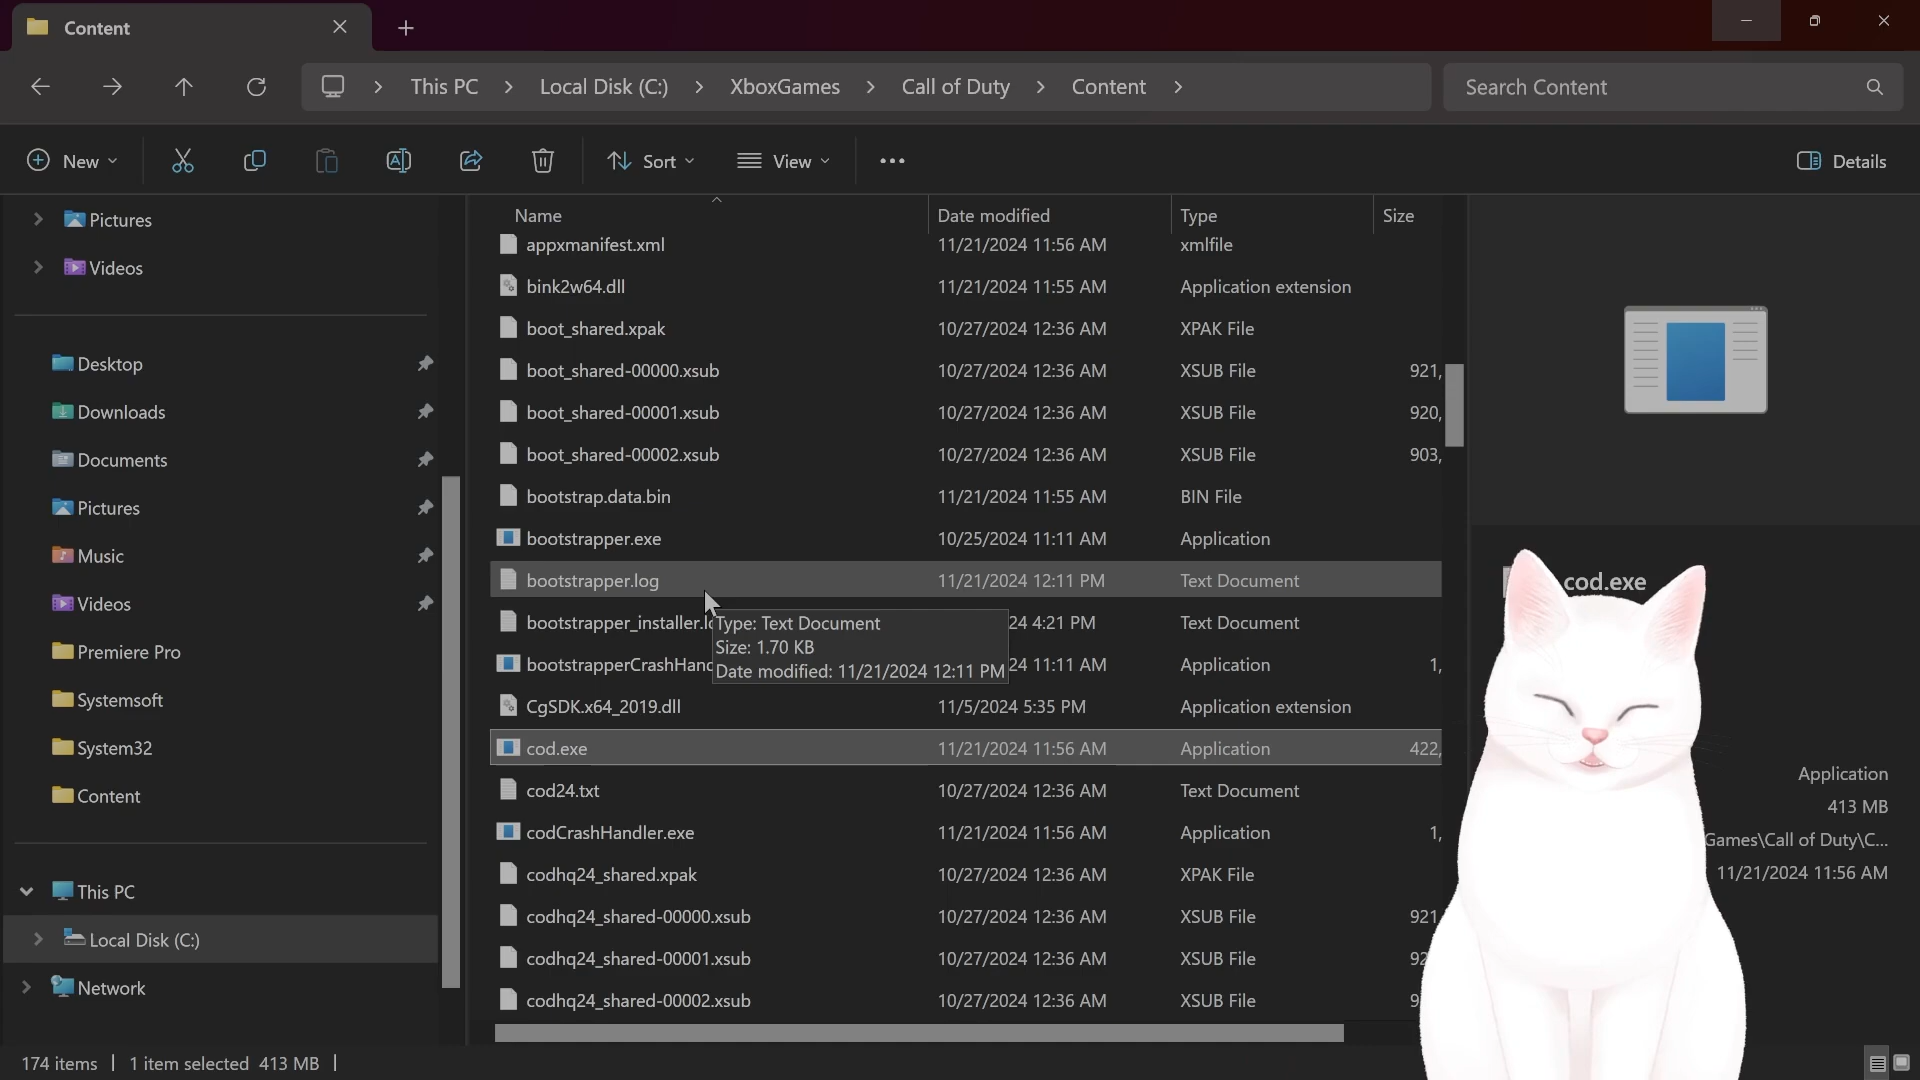 Content
This PC > Local Disk (C:) > XboxGames > Call of Duty > Content >
Search Content
New
Sort
View
Details
Pictures
Videos
Desktop
Downloads
Documents
Pictures
Music
Videos
Premiere Pro
Systemsoft
System32
Content
This PC
Local Disk (C:)
Network
Name Date modified Type Size
appxmanifest.xml 11/21/2024 11:56 AM xmlfile
bink2w64.dll 11/21/2024 11:55 AM Application extension
boot_shared.xpak 10/27/2024 12:36 AM XPAK File
boot_shared-00000.xsub 10/27/2024 12:36 AM XSUB File 921,
boot_shared-00001.xsub 10/27/2024 12:36 AM XSUB File 920,
boot_shared-00002.xsub 10/27/2024 12:36 AM XSUB File 903,
bootstrap.data.bin 11/21/2024 11:55 AM BIN File
bootstrapper.exe 10/25/2024 11:11 AM Application
bootstrapper.log 11/21/2024 12:11 PM Text Document
bootstrapper_installer.lo 24 4:21 PM Text Document
bootstrapperCrashHand 24 11:11 AM Application 1,
Type: Text Document
Size: 1.70 KB
Date modified: 11/21/2024 12:11 PM
CgSDK.x64_2019.dll 11/5/2024 5:35 PM Application extension
cod.exe 11/21/2024 11:56 AM Application 422,
cod24.txt 10/27/2024 12:36 AM Text Document
codCrashHandler.exe 11/21/2024 11:56 AM Application 1,
codhq24_shared.xpak 10/27/2024 12:36 AM XPAK File
codhq24_shared-00000.xsub 10/27/2024 12:36 AM XSUB File 921
codhq24_shared-00001.xsub 10/27/2024 12:36 AM XSUB File 92
codhq24_shared-00002.xsub 10/27/2024 12:36 AM XSUB File 9
cod.exe
Application
413 MB
Games\Call of Duty\C...
11/21/2024 11:56 AM
174 items | 1 item selected 413 MB |